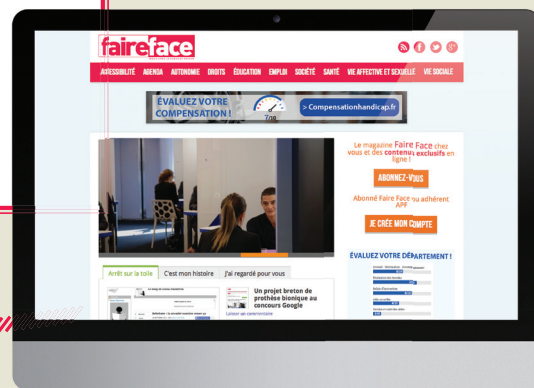 faireface
ACCESSIBILITÉ AGENDA AUTONOMIE DROITS ÉDUCATION EMPLOI SOCIÉTÉ SANTÉ VIE AFFECTIVE ET SEXUELLE VIE SOCIALE
ÉVALUEZ VOTRE
COMPENSATION !
7/10
> Compensationhandicap.fr
Le magazine Faire Face chez
vous et des contenus exclusifs en
ligne !
ABONNEZ-VOUS
Abonné Faire Face ou adhérent
APF
JE CRÉE MON COMPTE
ÉVALUEZ VOTRE DÉPARTEMENT !
Arrêt sur la toile C'est mon histoire J'ai regardé pour vous
Un projet breton de
prothèse bionique au
concours Google
Laisser un commentaire